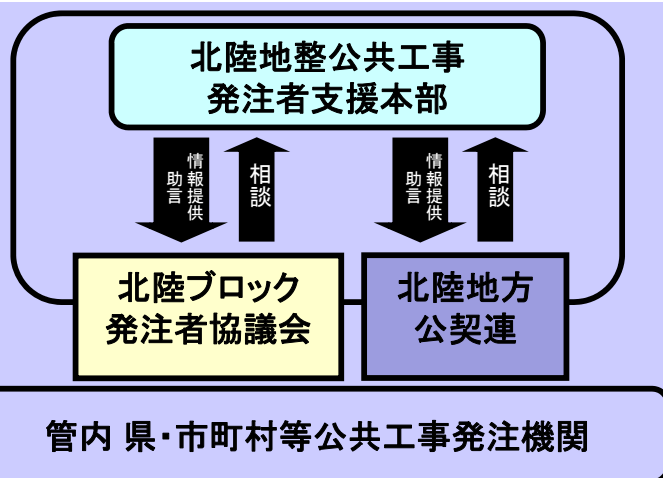 北陸地整公共工事
発注者支援本部
情報提供
助言
相談
情報提供
助言
相談
北陸ブロック
発注者協議会
北陸地方
公契連
管内 県・市町村等公共工事発注機関